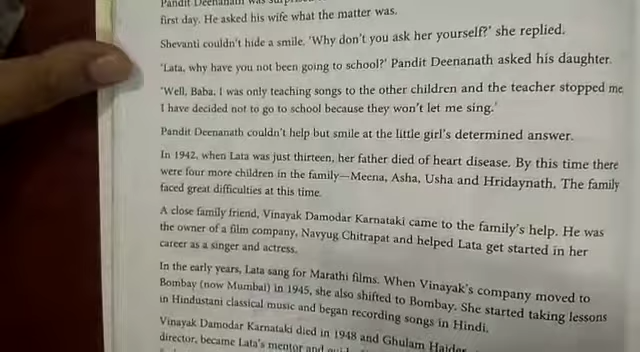 Pandit Deenanath was
first day. He asked his wife what the matter was.
Shevanti couldn't hide a smile. 'Why don't you ask her yourself?' she replied.
'Lata, why have you not been going to school?' Pandit Deenanath asked his daughter.
'Well, Baba, I was only teaching songs to the other children and the teacher stopped me
I have decided not to go to school because they won't let me sing.'
Pandit Deenanath couldn't help but smile at the little girl's determined answer.
In 1942, when Lata was just thirteen, her father died of heart disease. By this time there
were four more children in the family—Meena, Asha, Usha and Hridaynath. The family
faced great difficulties at this time.
A close family friend, Vinayak Damodar Karnataki came to the family's help. He was
the owner of a film company, Navyug Chitrapat and helped Lata get started in her
career as a singer and actress.
In the early years, Lata sang for Marathi films. When Vinayak's company moved to
Bombay (now Mumbai) in 1945, she also shifted to Bombay. She started taking lessons
in Hindustani classical music and began recording songs in Hindi.
Vinayak Damodar Karnataki died in 1948 and Ghulam Haider
director, became Lata's mentor and